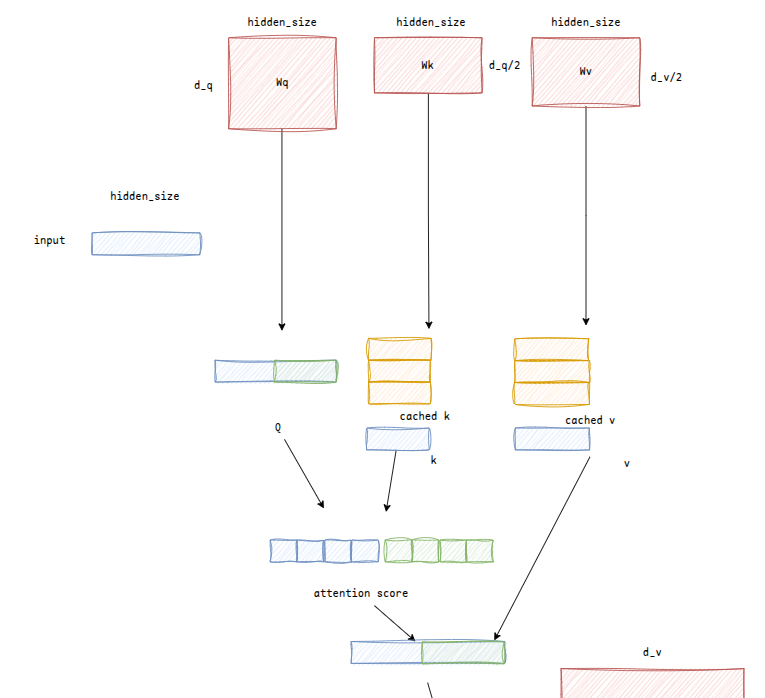 hidden_size
hidden_size
hidden_size
d_q
Wq
Wk
d_q/2
Wv
d_v/2
hidden_size
input
cached k
cached v
Q
k
v
attention score
d_v